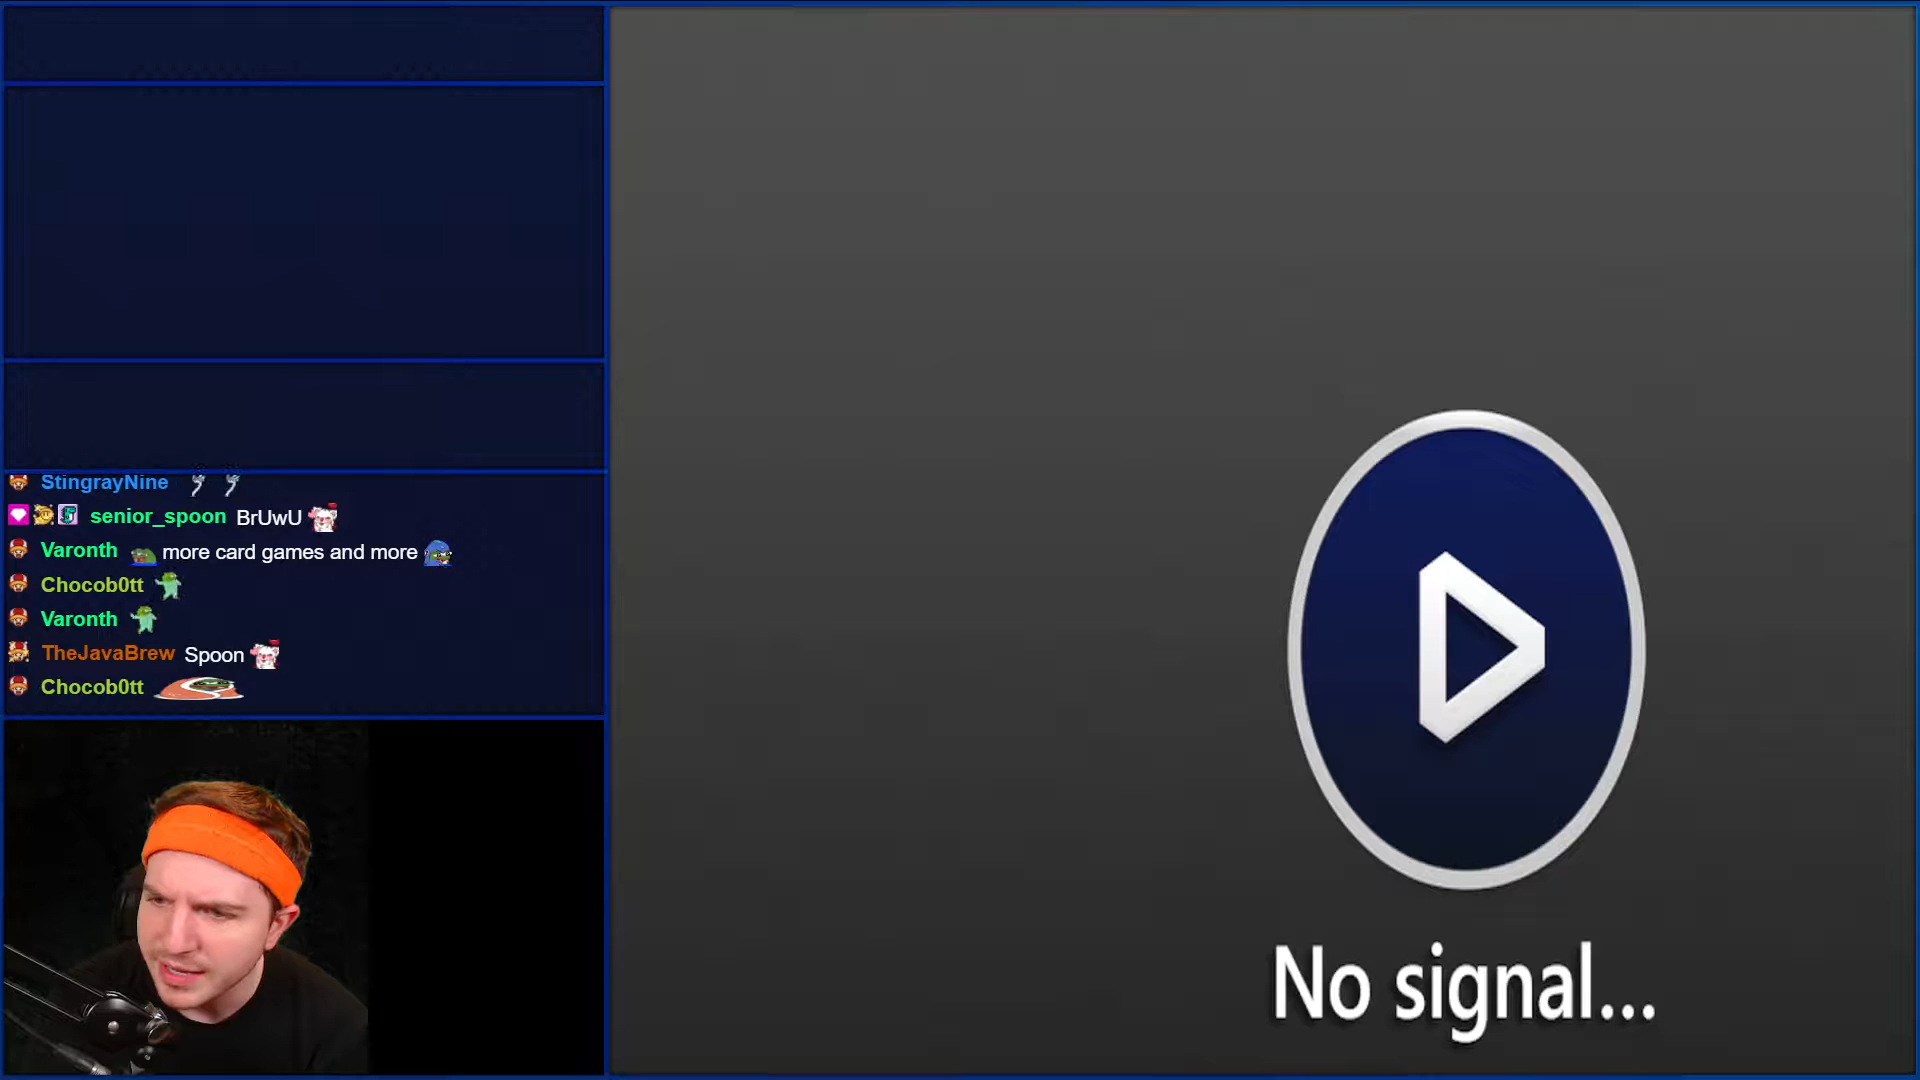 StingrayNine
senior_spoon BrUwU
Varonth more card games and more
Chocob0tt
Varonth
TheJavaBrew Spoon
Chocob0tt
No signal...